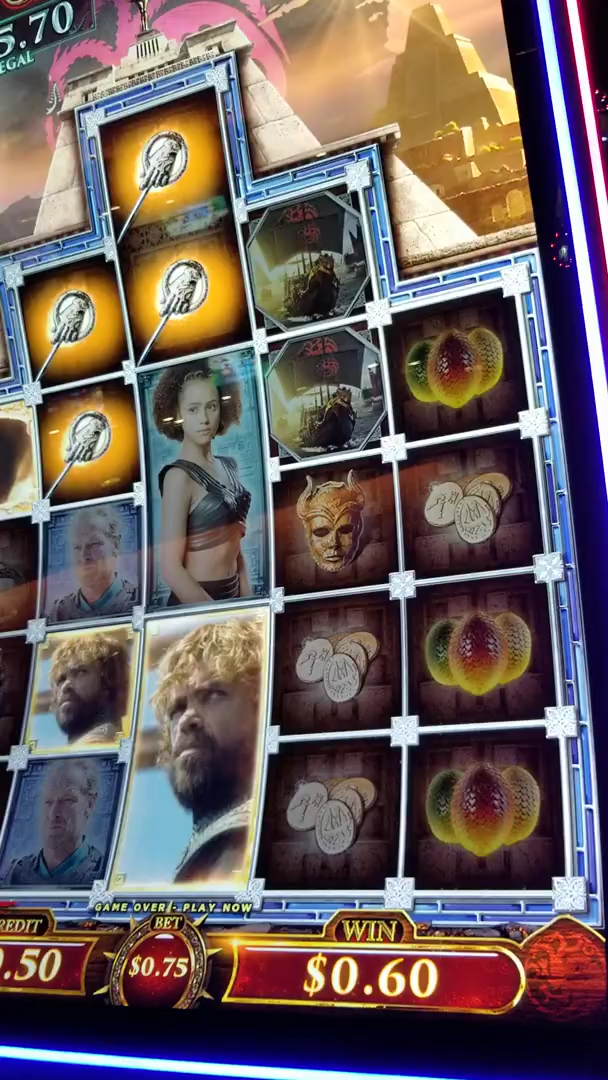 5.70
EGAL
GAME OVER - PLAY NOW
REDIT
BET
WIN
.50
$0.75
$0.60